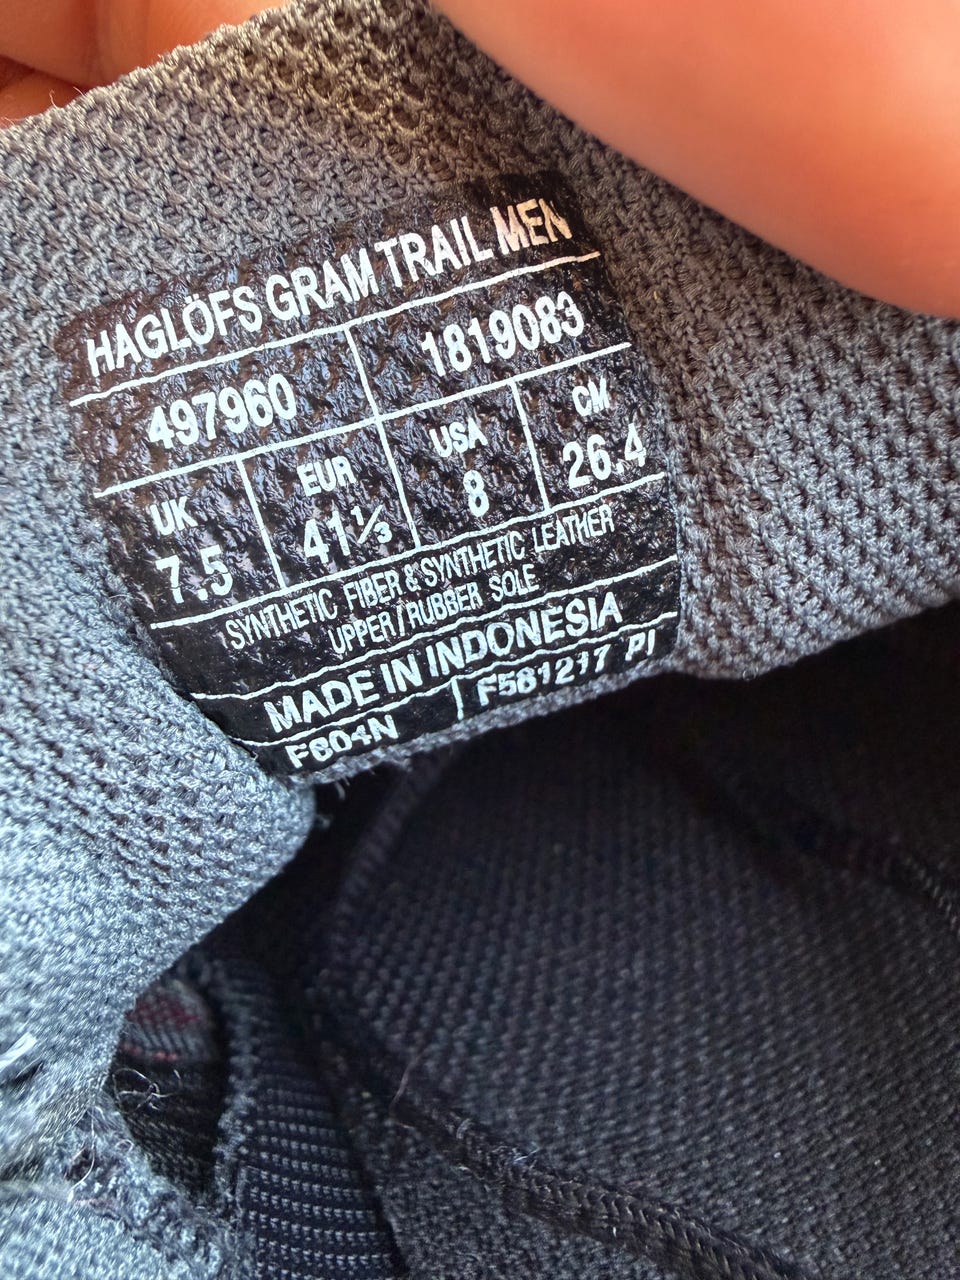 HAGLÖFS GRAM TRAIL MEN
497960 1819083
UK EUR USA CM
7.5 41⅓ 8 26.4
SYNTHETIC FIBER & SYNTHETIC LEATHER
UPPER/RUBBER SOLE
MADE IN INDONESIA
F604N F581217 PI